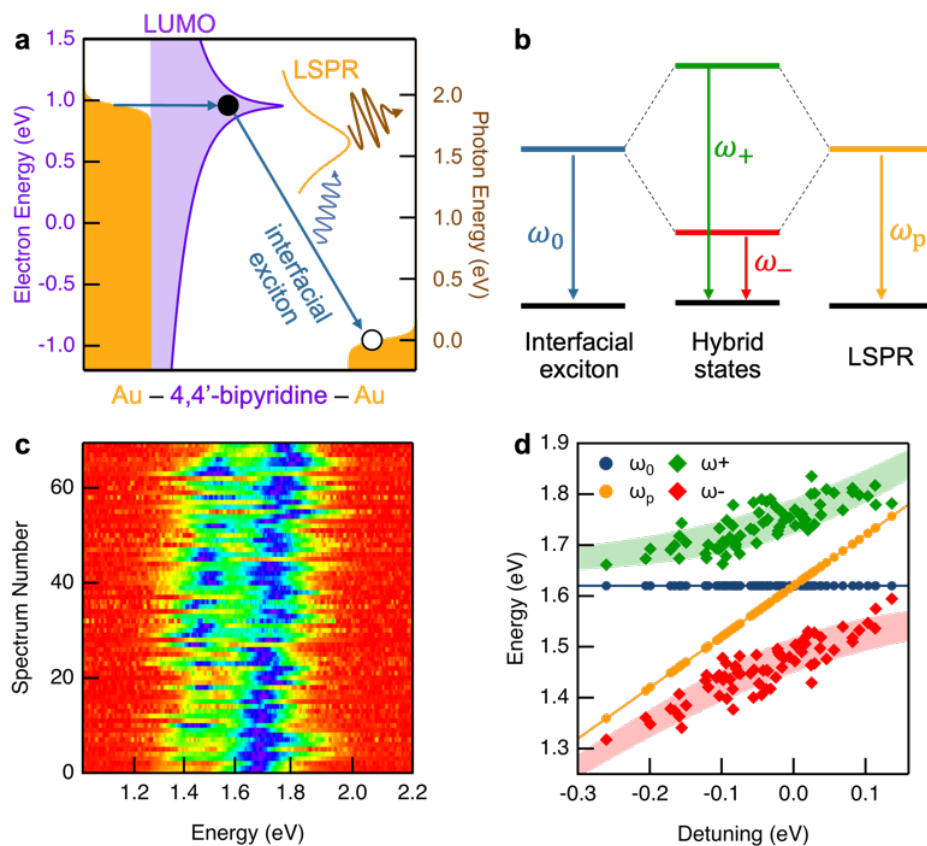 a
LUMO
1.5
1.0
0.5
0.0
-0.5
-1.0
Electron Energy (eV)
LSPR
interfacial
exciton
2.0
1.5
1.0
0.5
0.0
Photon Energy (eV)
Au – 4,4'-bipyridine – Au
b
ω₀
ω₊
ω₋
ωₚ
Interfacial
exciton
Hybrid
states
LSPR
c
60
40
20
0
Spectrum Number
1.2
1.4
1.6
1.8
2.0
2.2
Energy (eV)
d
1.9
1.8
1.7
1.6
1.5
1.4
1.3
Energy (eV)
ω₀
ω+
ωₚ
ω-
-0.3
-0.2
-0.1
0.0
0.1
Detuning (eV)